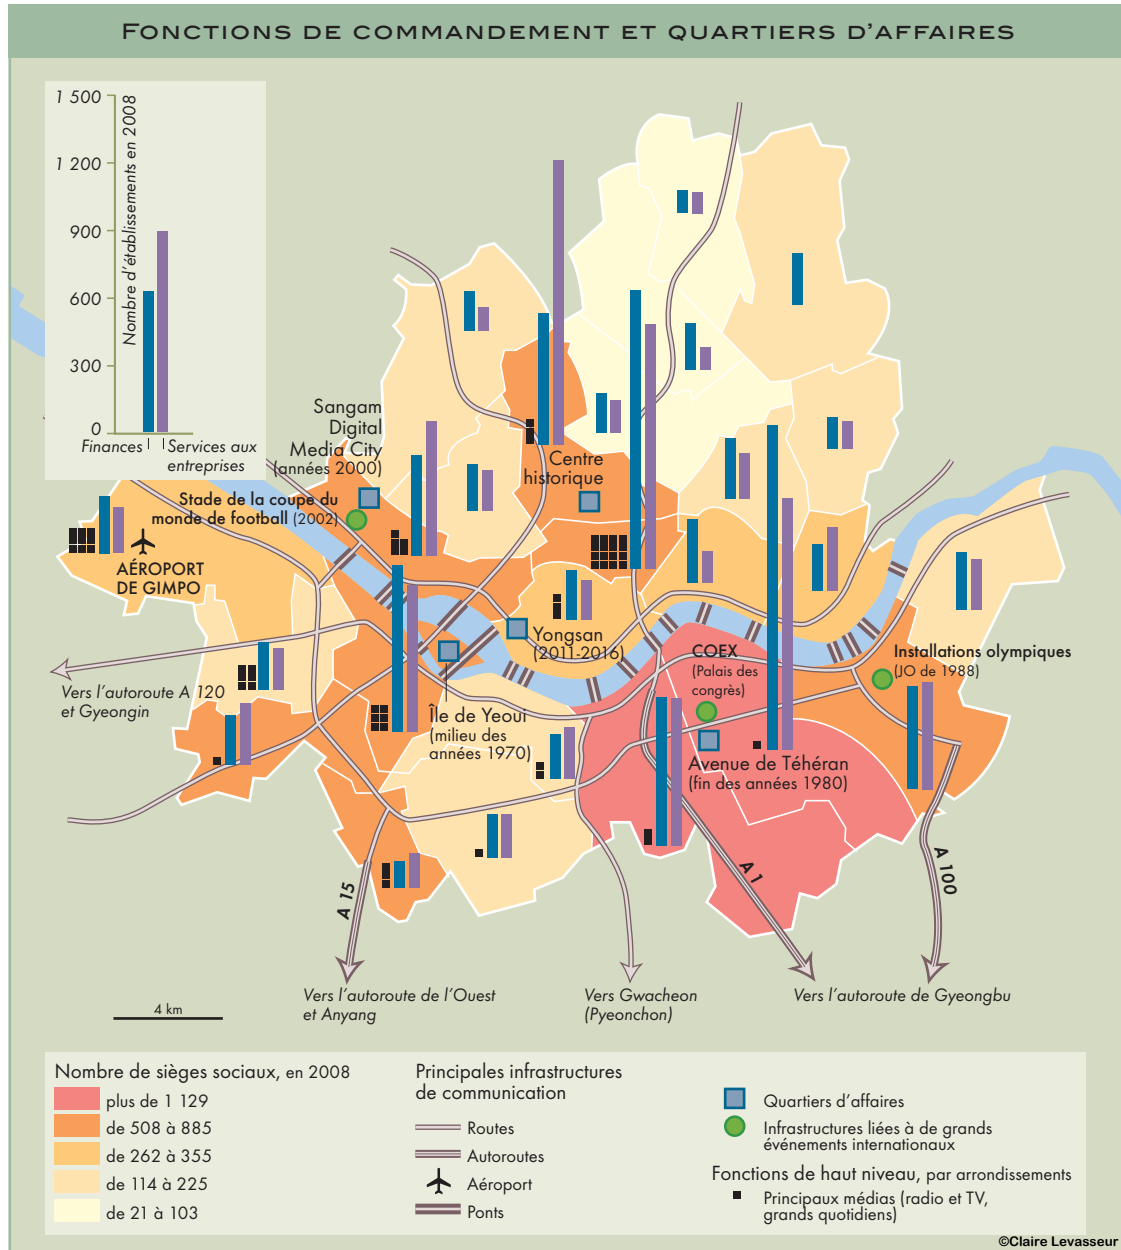 FONCTIONS DE COMMANDEMENT ET QUARTIERS D'AFFAIRES
1 500
1 200
900
600
300
0
Nombre d'établissements en 2008
Finances
Services aux
entreprises
Sangam
Digital
Media City
(années 2000)
Stade de la coupe du
monde de football (2002)
Centre
historique
AÉROPORT
DE GIMPO
Yongsan
(2011-2016)
COEX
(Palais des
congrès)
Installations olympiques
(JO de 1988)
Vers l'autoroute A 120
et Gyeongin
Île de Yeoui
(milieu des
années 1970)
Avenue de Téhéran
(fin des années 1980)
A 15
A 1
A 100
Vers l'autoroute de l'Ouest
et Anyang
Vers Gwacheon
(Pyeonchon)
Vers l'autoroute de Gyeongbu
4 km
Nombre de sièges sociaux, en 2008
plus de 1 129
de 508 à 885
de 262 à 355
de 114 à 225
de 21 à 103
Principales infrastructures
de communication
Routes
Autoroutes
Aéroport
Ponts
Quartiers d'affaires
Infrastructures liées à de grands
événements internationaux
Fonctions de haut niveau, par arrondissements
Principaux médias (radio et TV,
grands quotidiens)
©Claire Levasseur